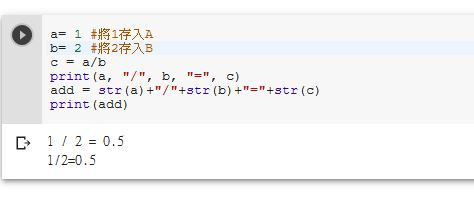 a= 1 #將1存入A
b= 2 #將2存入B
c = a/b
print(a, "/", b, "=", c)
add = str(a)+"/"+str(b)+"="+str(c)
print(add)
1 / 2 = 0.5
1/2=0.5